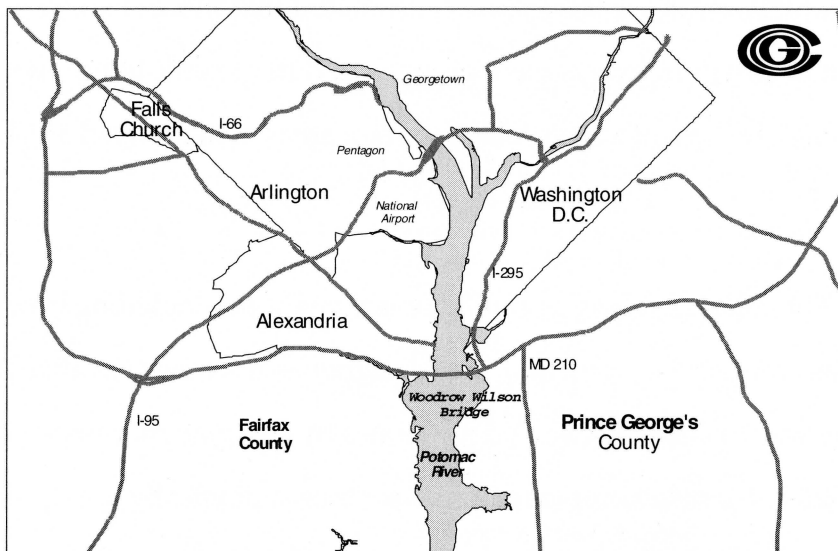 Georgetown
Falls
Church
I-66
Pentagon
Arlington
National
Airport
Washington
D.C.
I-295
Alexandria
MD 210
Woodrow Wilson
Bridge
I-95
Fairfax
County
Prince George's
County
Potomac
River